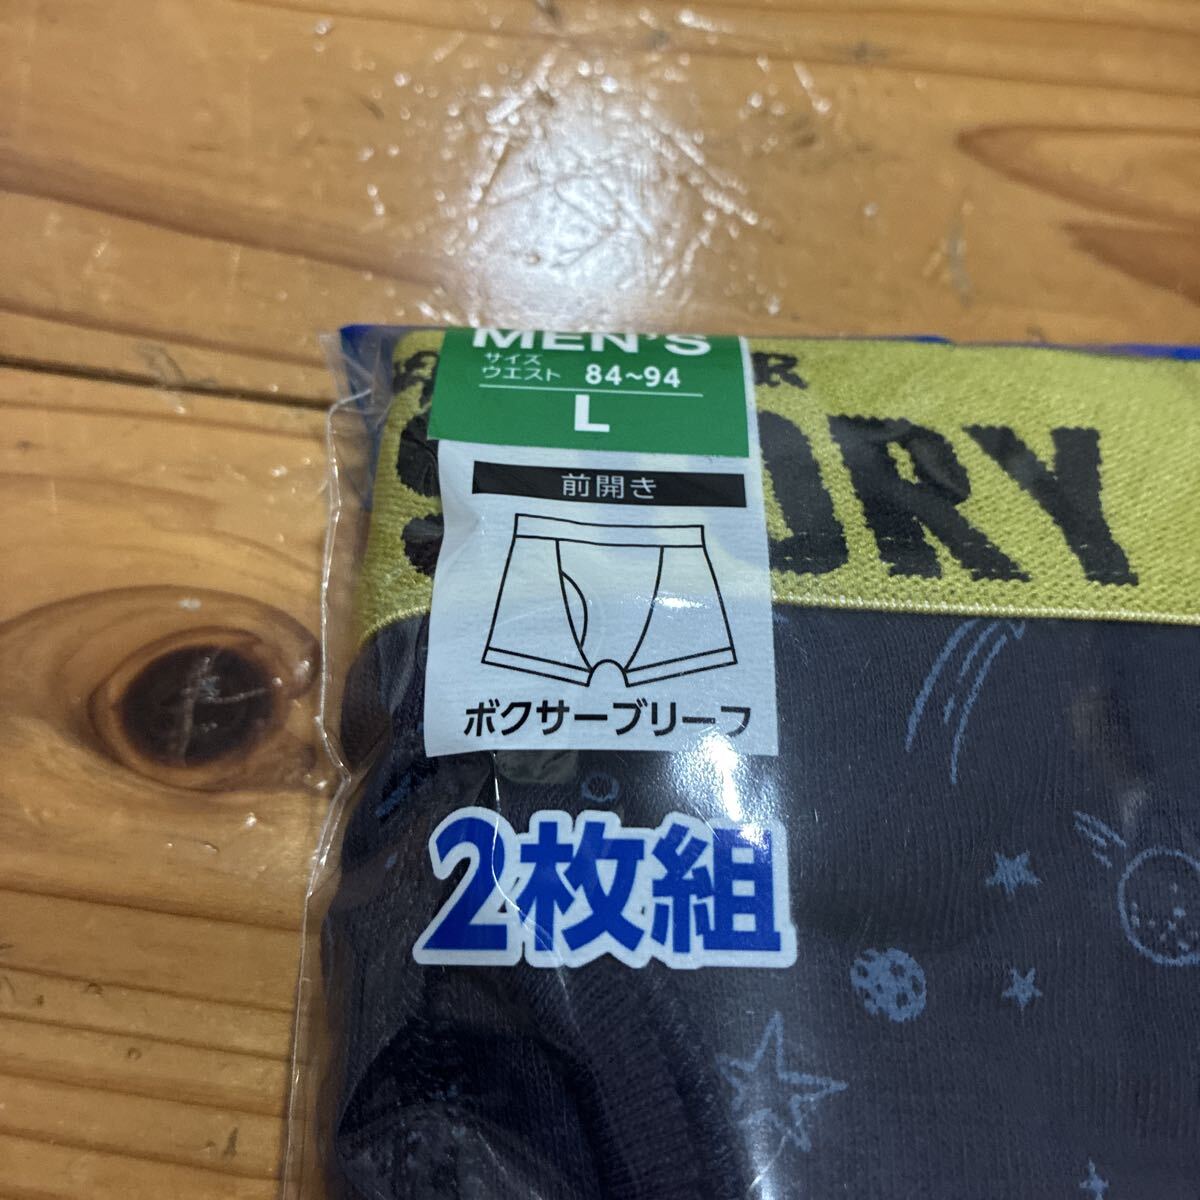 MEN'S
サイズ
ウエスト 84~94
L
前開き
ボクサーブリーフ
2枚組